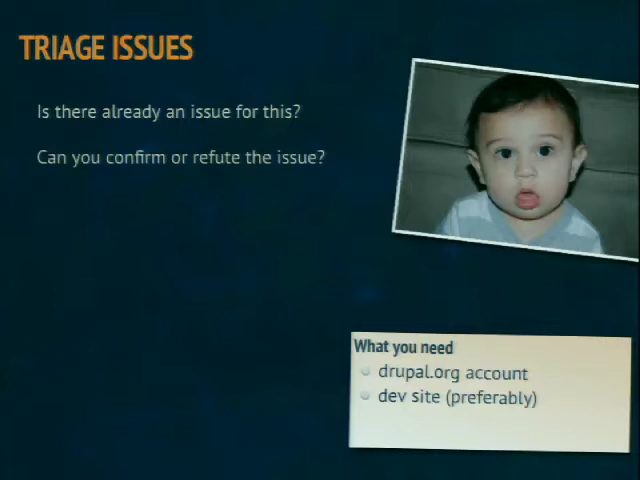 TRIAGE ISSUES
Is there already an issue for this?
Can you confirm or refute the issue?
What you need
drupal.org account
dev site (preferably)